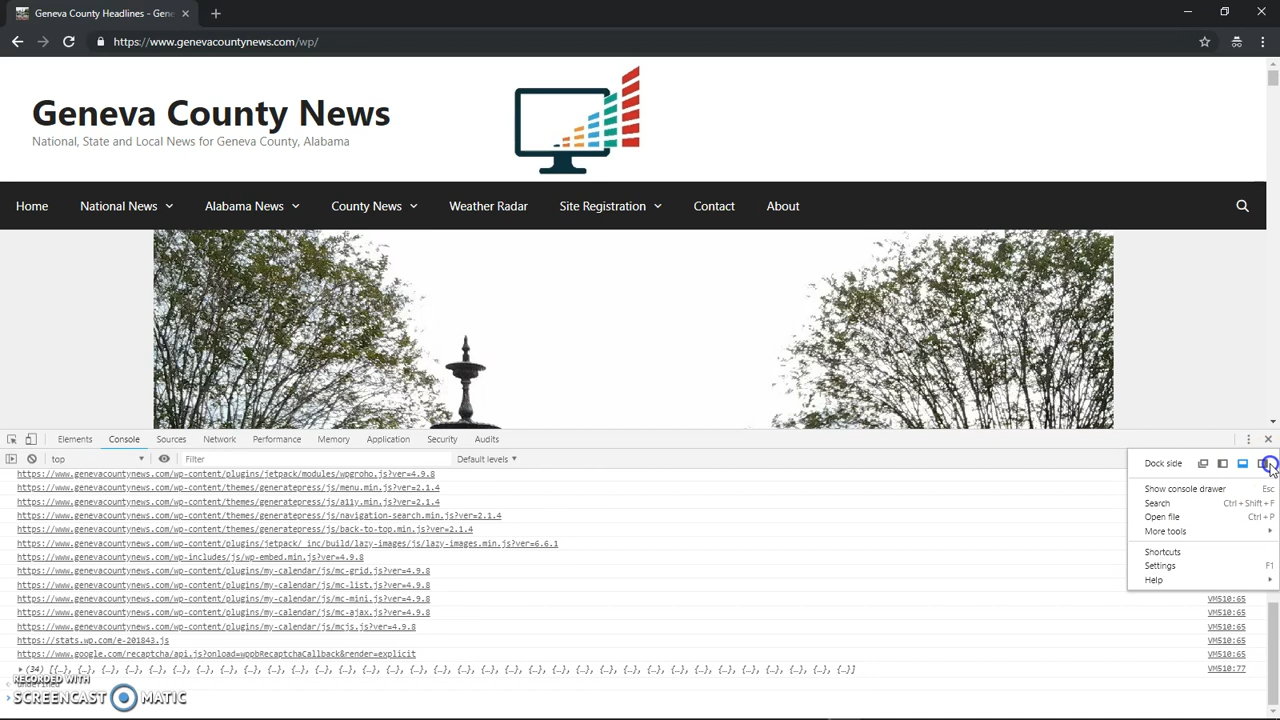 Geneva County Headlines - Gene
https://www.genevacountynews.com/wp/
Geneva County News
National, State and Local News for Geneva County, Alabama
Home National News Alabama News County News Weather Radar Site Registration Contact About
Elements Console Sources Network Performance Memory Application Security Audits
top Filter Default levels
Dock side
Show console drawer Esc
Search Ctrl + Shift + F
Open file Ctrl + P
More tools
Shortcuts
Settings F1
Help
https://www.genevacountynews.com/wp-content/plugins/jetpack/modules/wpgroho.js?ver=4.9.8
https://www.genevacountynews.com/wp-content/themes/generatepress/js/menu.min.js?ver=2.1.4
https://www.genevacountynews.com/wp-content/themes/generatepress/js/a11y.min.js?ver=2.1.4
https://www.genevacountynews.com/wp-content/themes/generatepress/js/navigation-search.min.js?ver=2.1.4
https://www.genevacountynews.com/wp-content/themes/generatepress/js/back-to-top.min.js?ver=2.1.4
https://www.genevacountynews.com/wp-content/plugins/jetpack/_inc/build/lazy-images/js/lazy-images.min.js?ver=6.6.1
https://www.genevacountynews.com/wp-includes/js/wp-embed.min.js?ver=4.9.8
https://www.genevacountynews.com/wp-content/plugins/my-calendar/js/mc-grid.js?ver=4.9.8
https://www.genevacountynews.com/wp-content/plugins/my-calendar/js/mc-list.js?ver=4.9.8
https://www.genevacountynews.com/wp-content/plugins/my-calendar/js/mc-mini.js?ver=4.9.8 VM510:65
https://www.genevacountynews.com/wp-content/plugins/my-calendar/js/mc-ajax.js?ver=4.9.8 VM510:65
https://www.genevacountynews.com/wp-content/plugins/my-calendar/js/mcjs.js?ver=4.9.8 VM510:65
https://stats.wp.com/e-201843.js VM510:65
https://www.google.com/recaptcha/api.js?onload=wppbRecaptchaCallback&render=explicit VM510:65
(34) [{…}, {…}, {…}, {…}, {…}, {…}, {…}, {…}, {…}, {…}, {…}, {…}, {…}, {…}, {…}, {…}, {…}, {…}, {…}, {…}, {…}, {…}, {…}, {…}, {…}, {…}, {…}, {…}, {…}, {…}, {…}, {…}, {…}, {…}] VM510:77
undefined
RECORDED WITH
SCREENCAST MATIC